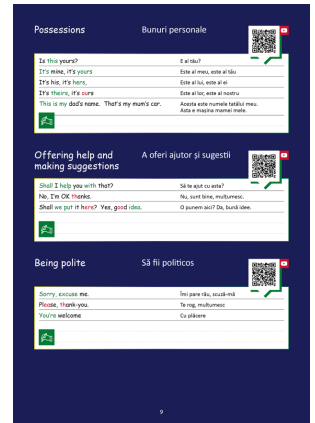 Possessions
Bunuri personale
Is this yours?
E al tău?
It's mine, it's yours
Este al meu, este al tău
It's his, it's hers,
Este al lui, este al ei
It's theirs, it's ours
Este al lor, este al nostru
This is my dad's name.  That's my mum's car.
Acesta este numele tatălui meu.
Asta e mașina mamei mele.
Offering help and
making suggestions
A oferi ajutor și sugestii
Shall I help you with that?
Să te ajut cu asta?
No, I'm OK thanks.
Nu, sunt bine, mulțumesc.
Shall we put it here?  Yes, good idea.
O punem aici? Da, bună idee.
Being polite
Să fii politicos
Sorry, excuse me.
Îmi pare rău, scuză-mă
Please, thank-you.
Te rog, multumesc
You're welcome
Cu plăcere
9